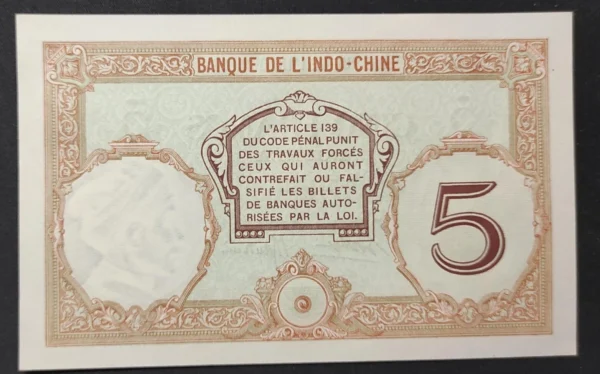 BANQUE DE L'INDO-CHINE
L'ARTICLE 139
DU CODE PÉNAL PUNIT
DES TRAVAUX FORCÉS
CEUX QUI AURONT
CONTREFAIT OU FAL-
SIFIÉ LES BILLETS
DE BANQUES AUTO-
RISÉES PAR LA LOI.
5